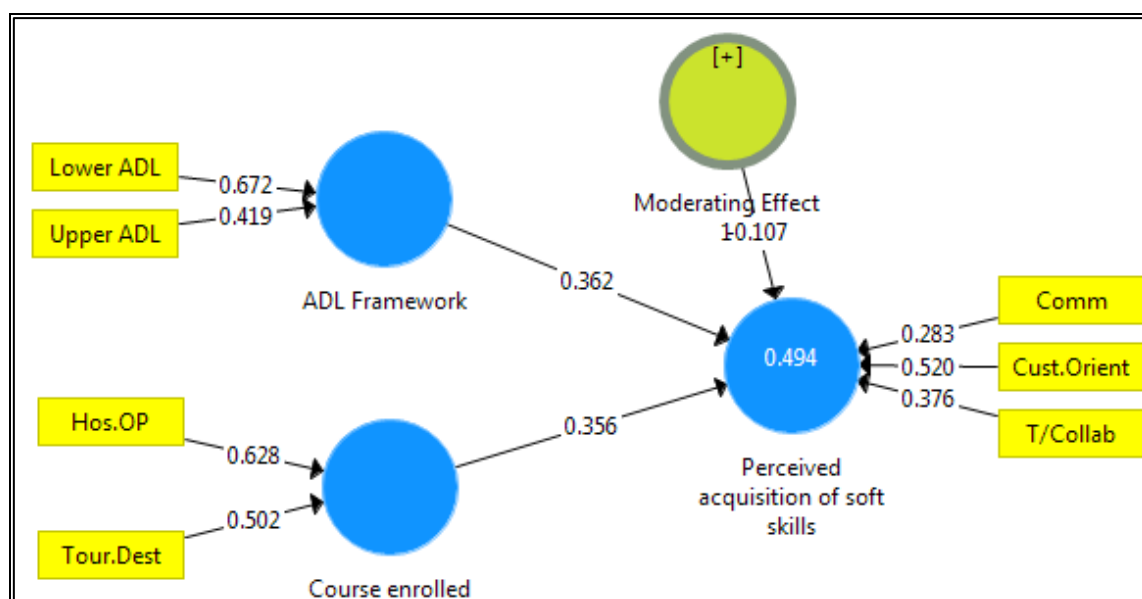 [+]
Lower ADL
0.672
Upper ADL
0.419
ADL Framework
Moderating Effect
1-0.107
0.362
Comm
0.283
0.494
0.520
Cust.Orient
0.376
T/Collab
Hos.OP
0.628
0.356
Perceived
acquisition of soft
skills
0.502
Tour.Dest
Course enrolled